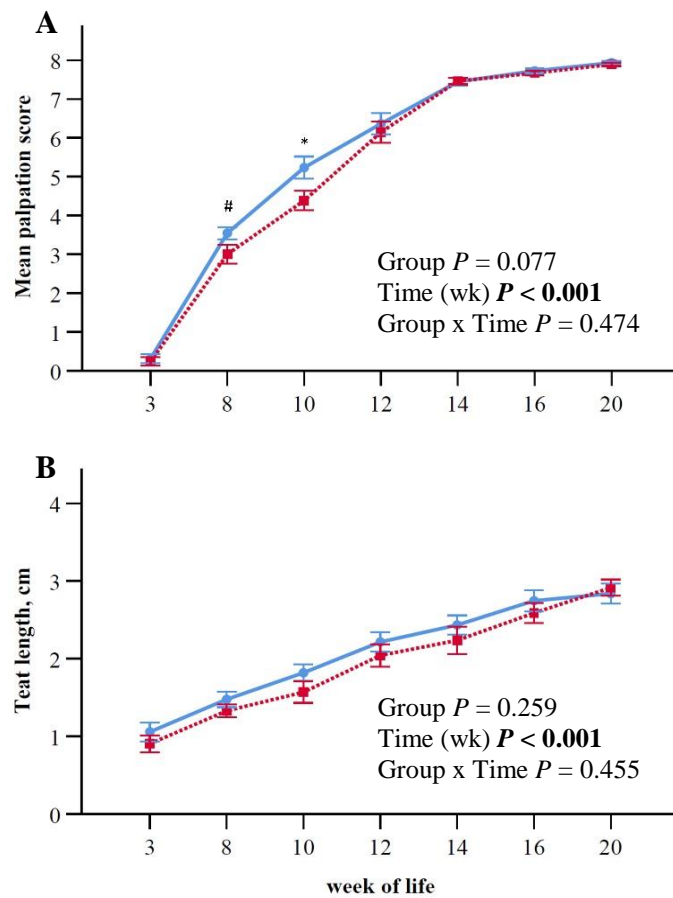 A
Mean palpation score
8
7
6
5
4
3
2
1
0
#
*
Group P = 0.077
Time (wk) P < 0.001
Group x Time P = 0.474
3 8 10 12 14 16 20
B
Teat length, cm
4
3
2
1
0
Group P = 0.259
Time (wk) P < 0.001
Group x Time P = 0.455
3 8 10 12 14 16 20
week of life